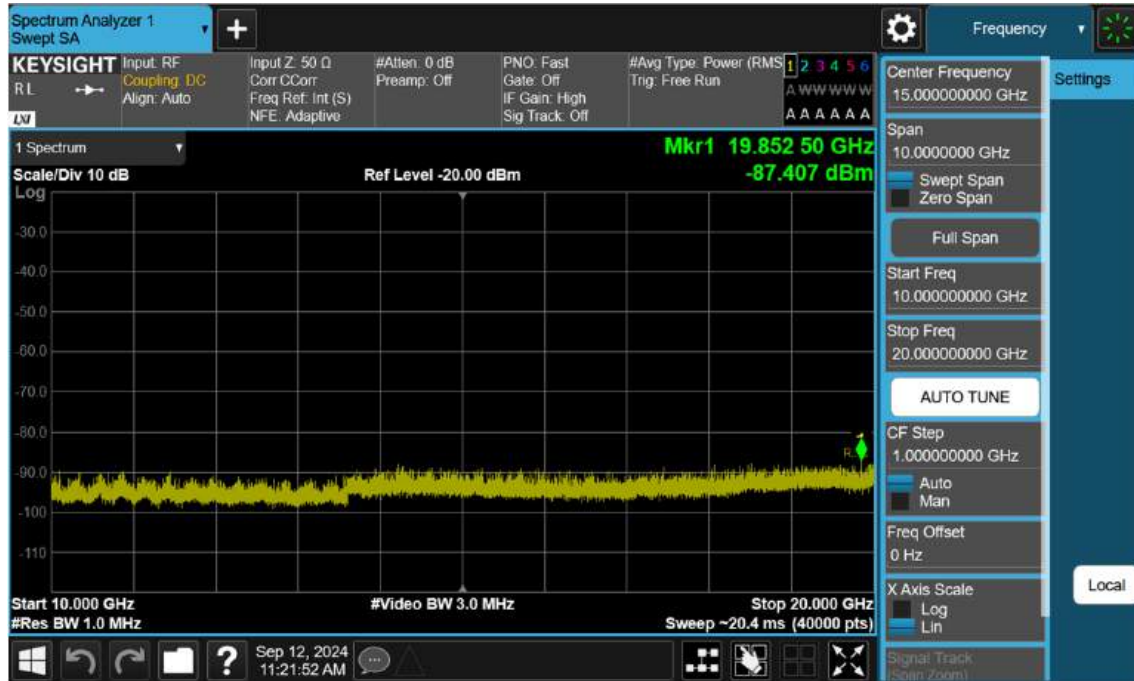 Spectrum Analyzer 1
Swept SA
+
Frequency
KEYSIGHT
RL
LXI
Input: RF
Coupling: DC
Align: Auto
Input Z: 50 Ω
Corr CCorr
Freq Ref: Int (S)
NFE: Adaptive
#Atten: 0 dB
Preamp: Off
PNO: Fast
Gate: Off
IF Gain: High
Sig Track: Off
#Avg Type: Power (RMS
Trig: Free Run
1 2 3 4 5 6
A W W W W W
A A A A A A
1 Spectrum
Mkr1 19.852 50 GHz
-87.407 dBm
Scale/Div 10 dB
Ref Level -20.00 dBm
Log
-30.0
-40.0
-50.0
-60.0
-70.0
-80.0
-90.0
-100
-110
1
R..
Start 10.000 GHz
#Video BW 3.0 MHz
Stop 20.000 GHz
#Res BW 1.0 MHz
Sweep ~20.4 ms (40000 pts)
?
Sep 12, 2024
11:21:52 AM
Center Frequency
15.000000000 GHz
Settings
Span
10.0000000 GHz
Swept Span
Zero Span
Full Span
Start Freq
10.000000000 GHz
Stop Freq
20.000000000 GHz
AUTO TUNE
CF Step
1.000000000 GHz
Auto
Man
Freq Offset
0 Hz
X Axis Scale
Log
Lin
Local
Signal Track
(Span Zoom)